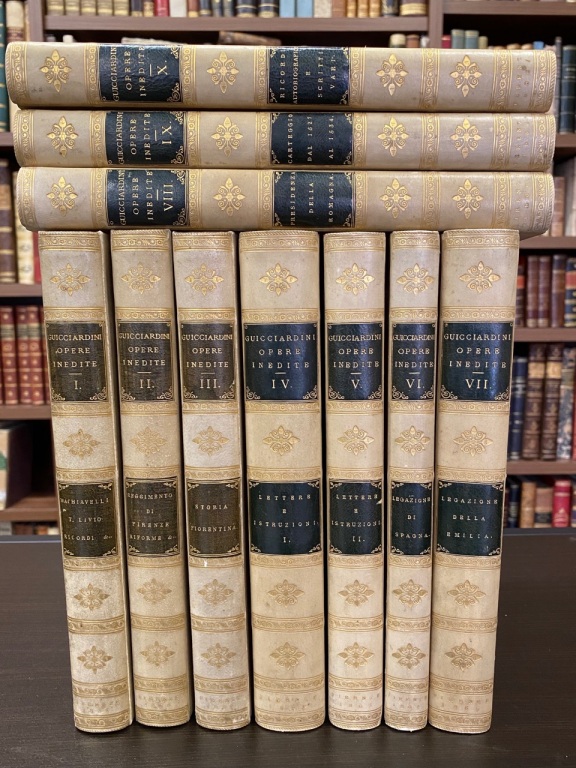 GUICCIARDINI
OPERE
INEDITE
X
RICORDI
AUTOBIOGRAFICI
E
SCRITTI
VARI.
GUICCIARDINI
OPERE
INEDITE
IX
CARTEGGIO
DAL 1527
AL 1534.
GUICCIARDINI
OPERE
INEDITE
VIII
PRESIDENZA
DELLA
ROMAGNA.
GUICCIARDINI
OPERE
INEDITE
I.
MACHIAVELLI
T. LIVIO
RICORDI &c.
GUICCIARDINI
OPERE
INEDITE
II.
REGGIMENTO
DI
FIRENZE
RIFORME &c.
GUICCIARDINI
OPERE
INEDITE
III.
STORIA
FIORENTINA.
GUICCIARDINI
OPERE
INEDITE
IV.
LETTERE
E
ISTRUZIONI.
I.
GUICCIARDINI
OPERE
INEDITE
V.
LETTERE
E
ISTRUZIONI.
II.
GUICCIARDINI
OPERE
INEDITE
VI.
LEGAZIONE
DI
SPAGNA.
GUICCIARDINI
OPERE
INEDITE
VII.
LEGAZIONE
DELLA
EMILIA.